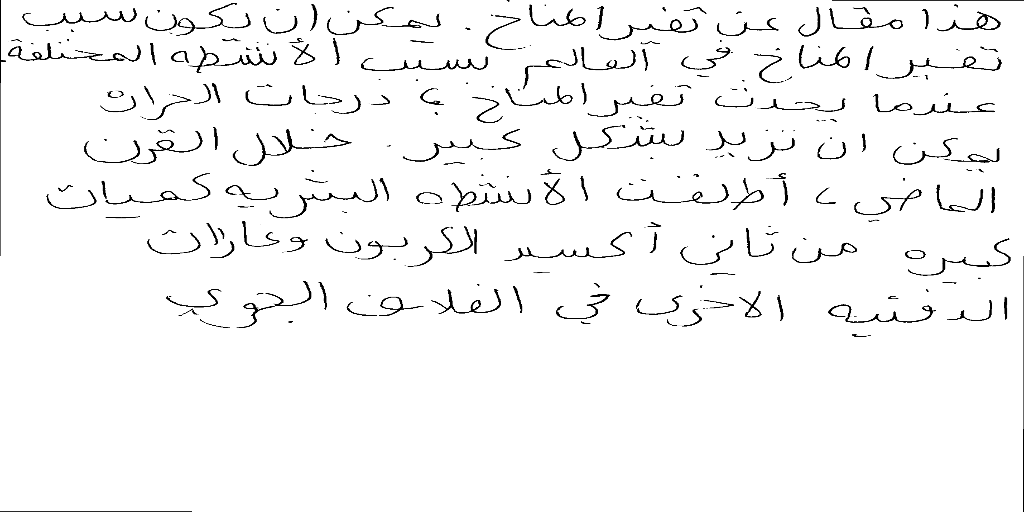 هذا مقال عن تغير المناخ. يمكن ان يكون سبب
تغير المناخ في العالم بسبب الأنشطه المختلفة.
عندما يحدث تغير المناخ، درجات الحراة
يمكن ان تزيد بشكل كبير. خلال القرن
الماضي، أطلقت الأنشطه البشريه كميات
كبيره من ثاني أكسيد الكربون وغازات
الدفئيه الاخرى في الغلاف الجوي